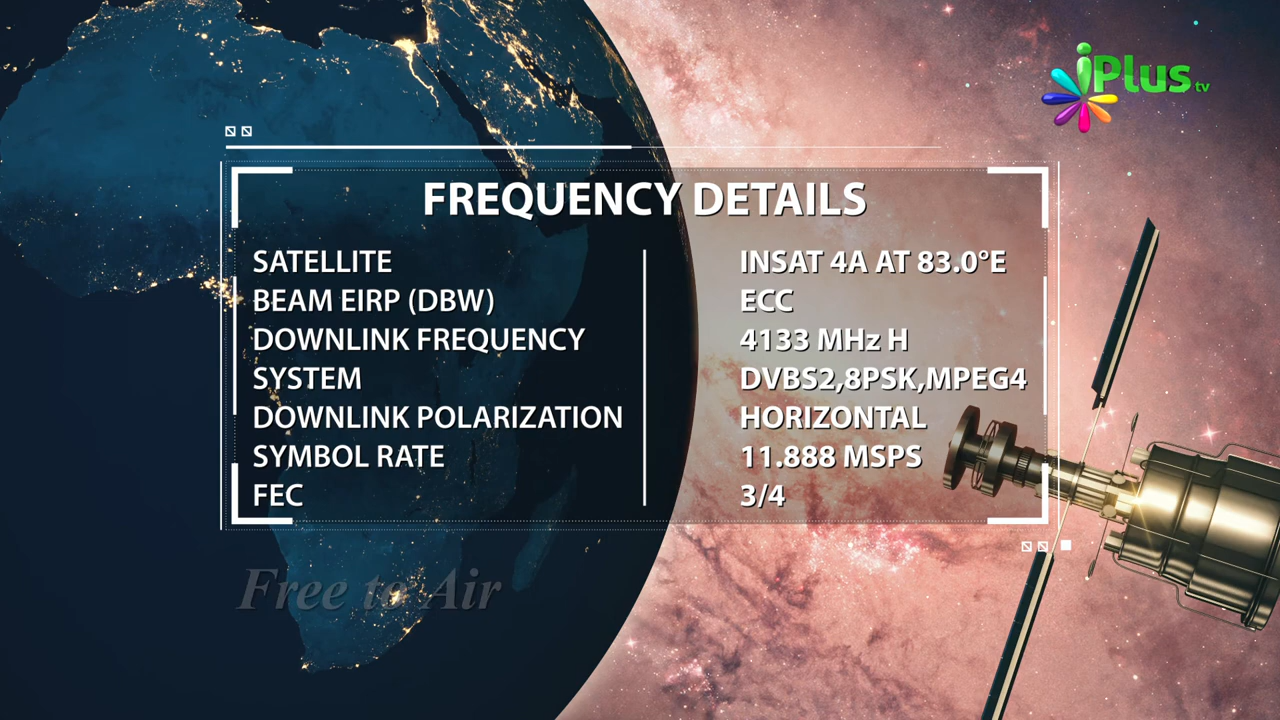 iPlus tv
FREQUENCY DETAILS
SATELLITE INSAT 4A AT 83.0°E
BEAM EIRP (DBW) ECC
DOWNLINK FREQUENCY 4133 MHz H
SYSTEM DVBS2,8PSK,MPEG4
DOWNLINK POLARIZATION HORIZONTAL
SYMBOL RATE 11.888 MSPS
FEC 3/4
Free to Air